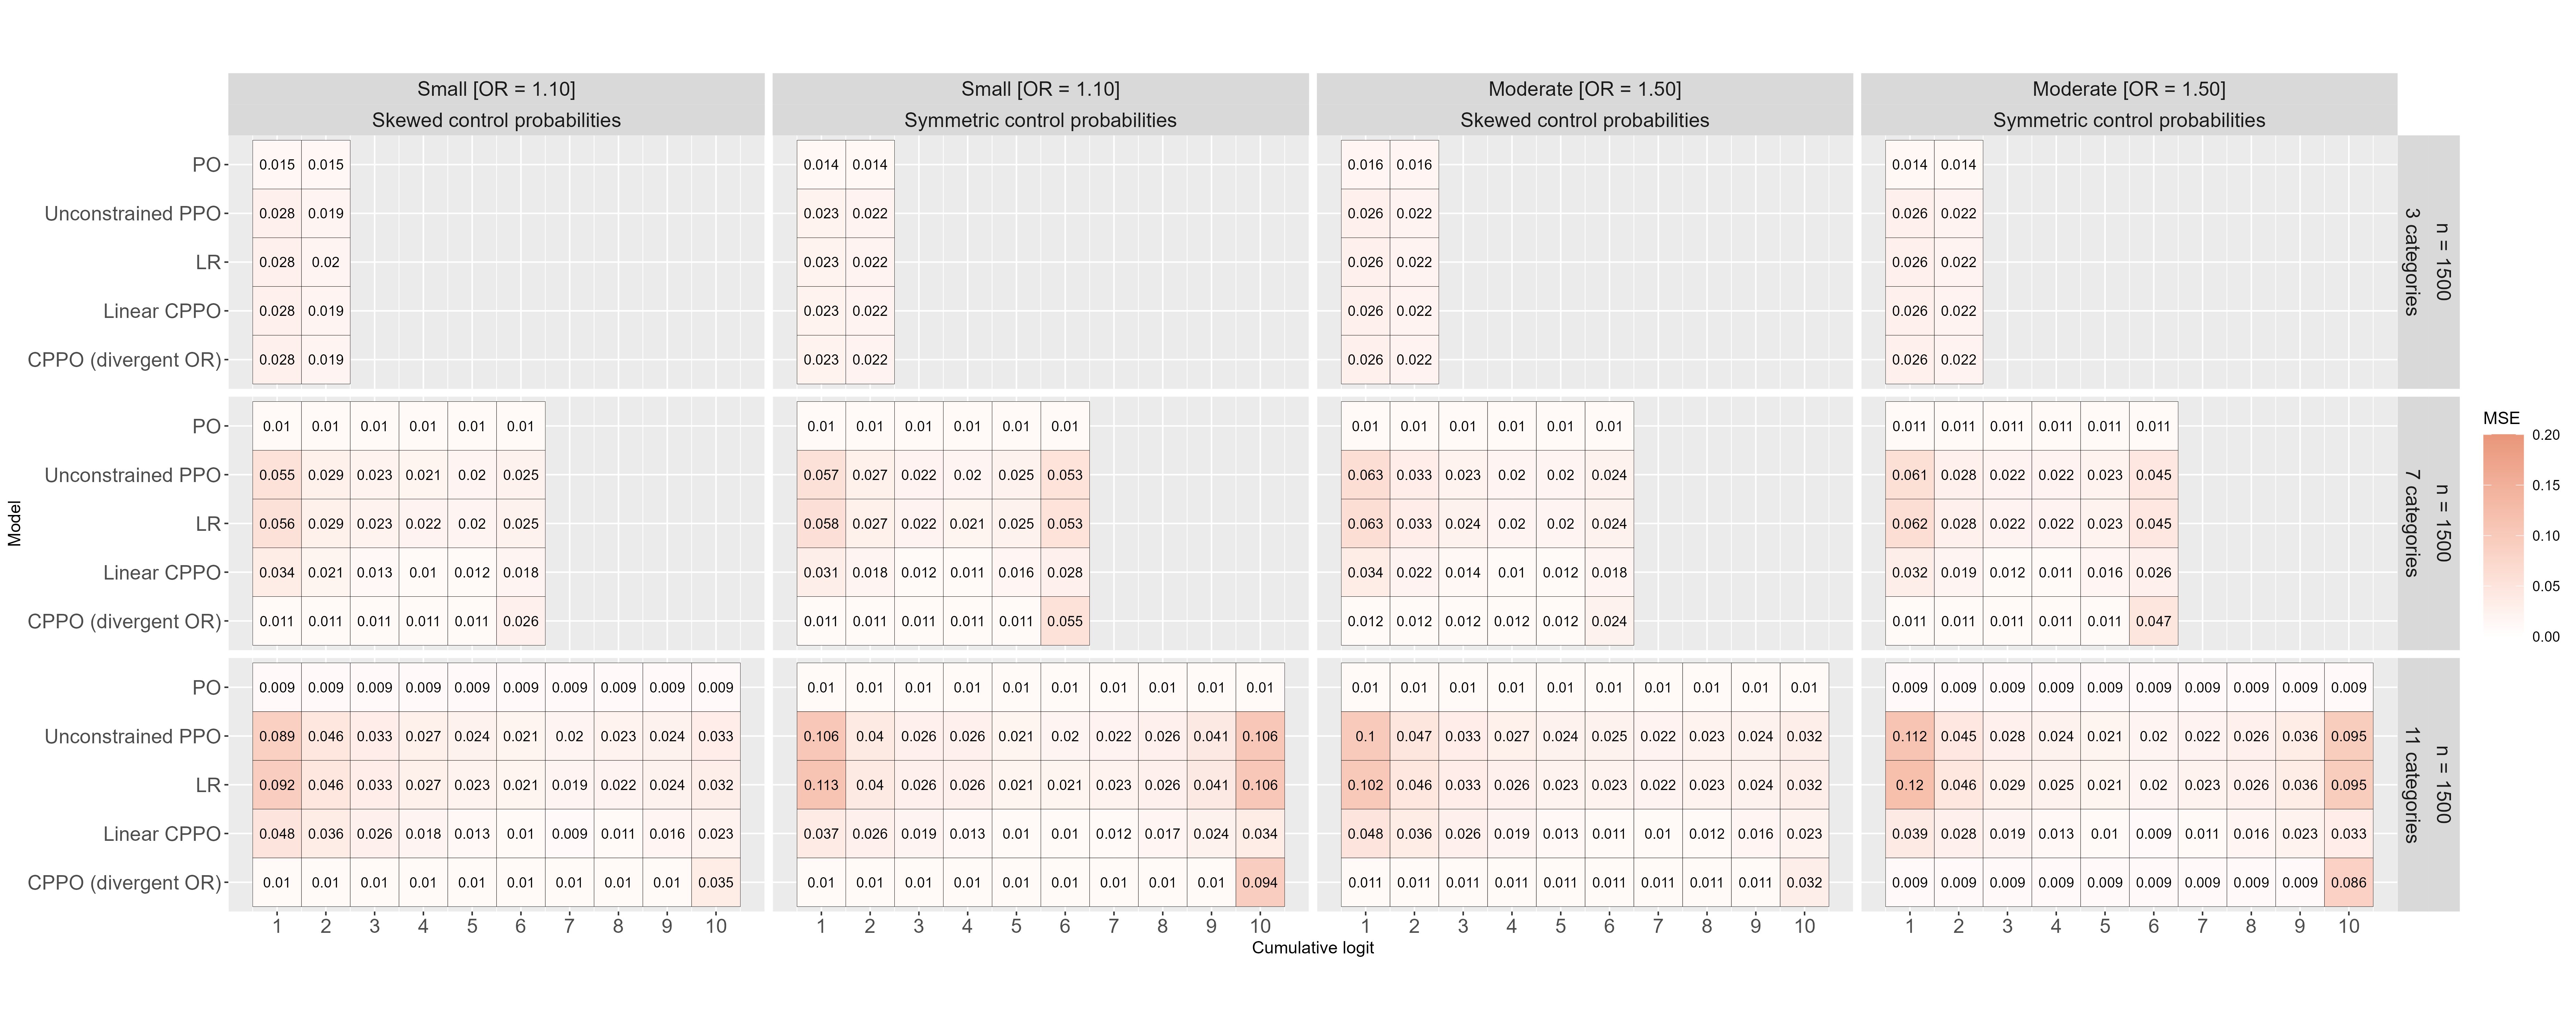 Small [OR = 1.10] Small [OR = 1.10] Moderate [OR = 1.50] Moderate [OR = 1.50]
Skewed control probabilities Symmetric control probabilities Skewed control probabilities Symmetric control probabilities
PO 0.015 0.015 0.014 0.014 0.016 0.016 0.014 0.014
Unconstrained PPO 0.028 0.019 0.023 0.022 0.026 0.022 0.026 0.022
LR 0.028 0.02 0.023 0.022 0.026 0.022 0.026 0.022
Linear CPPO 0.028 0.019 0.023 0.022 0.026 0.022 0.026 0.022
CPPO (divergent OR) 0.028 0.019 0.023 0.022 0.026 0.022 0.026 0.022
n = 1500
3 categories
PO 0.01 0.01 0.01 0.01 0.01 0.01 0.01 0.01 0.01 0.01 0.01 0.01 0.01 0.01 0.01 0.01 0.01 0.01 0.011 0.011 0.011 0.011 0.011 0.011
Unconstrained PPO 0.055 0.029 0.023 0.021 0.02 0.025 0.057 0.027 0.022 0.02 0.025 0.053 0.063 0.033 0.023 0.02 0.02 0.024 0.061 0.028 0.022 0.022 0.023 0.045
LR 0.056 0.029 0.023 0.022 0.02 0.025 0.058 0.027 0.022 0.021 0.025 0.053 0.063 0.033 0.024 0.02 0.02 0.024 0.062 0.028 0.022 0.022 0.023 0.045
Linear CPPO 0.034 0.021 0.013 0.01 0.012 0.018 0.031 0.018 0.012 0.011 0.016 0.028 0.034 0.022 0.014 0.01 0.012 0.018 0.032 0.019 0.012 0.011 0.016 0.026
CPPO (divergent OR) 0.011 0.011 0.011 0.011 0.011 0.026 0.011 0.011 0.011 0.011 0.011 0.055 0.012 0.012 0.012 0.012 0.012 0.024 0.011 0.011 0.011 0.011 0.011 0.047
n = 1500
7 categories
PO 0.009 0.009 0.009 0.009 0.009 0.009 0.009 0.009 0.009 0.009 0.01 0.01 0.01 0.01 0.01 0.01 0.01 0.01 0.01 0.01 0.01 0.01 0.01 0.01 0.01 0.01 0.01 0.01 0.01 0.01 0.009 0.009 0.009 0.009 0.009 0.009 0.009 0.009 0.009 0.009
Unconstrained PPO 0.089 0.046 0.033 0.027 0.024 0.021 0.02 0.023 0.024 0.033 0.106 0.04 0.026 0.026 0.021 0.02 0.022 0.026 0.041 0.106 0.1 0.047 0.033 0.027 0.024 0.025 0.022 0.023 0.024 0.032 0.112 0.045 0.028 0.024 0.021 0.02 0.022 0.026 0.036 0.095
LR 0.092 0.046 0.033 0.027 0.023 0.021 0.019 0.022 0.024 0.032 0.113 0.04 0.026 0.026 0.021 0.021 0.023 0.026 0.041 0.106 0.102 0.046 0.033 0.026 0.023 0.023 0.022 0.023 0.024 0.032 0.12 0.046 0.029 0.025 0.021 0.02 0.023 0.026 0.036 0.095
Linear CPPO 0.048 0.036 0.026 0.018 0.013 0.01 0.009 0.011 0.016 0.023 0.037 0.026 0.019 0.013 0.01 0.01 0.012 0.017 0.024 0.034 0.048 0.036 0.026 0.019 0.013 0.011 0.01 0.012 0.016 0.023 0.039 0.028 0.019 0.013 0.01 0.009 0.011 0.016 0.023 0.033
CPPO (divergent OR) 0.01 0.01 0.01 0.01 0.01 0.01 0.01 0.01 0.01 0.035 0.01 0.01 0.01 0.01 0.01 0.01 0.01 0.01 0.01 0.094 0.011 0.011 0.011 0.011 0.011 0.011 0.011 0.011 0.011 0.032 0.009 0.009 0.009 0.009 0.009 0.009 0.009 0.009 0.009 0.086
n = 1500
11 categories
1 2 3 4 5 6 7 8 9 10 1 2 3 4 5 6 7 8 9 10 1 2 3 4 5 6 7 8 9 10 1 2 3 4 5 6 7 8 9 10
Cumulative logit
Model
MSE
0.20
0.15
0.10
0.05
0.00